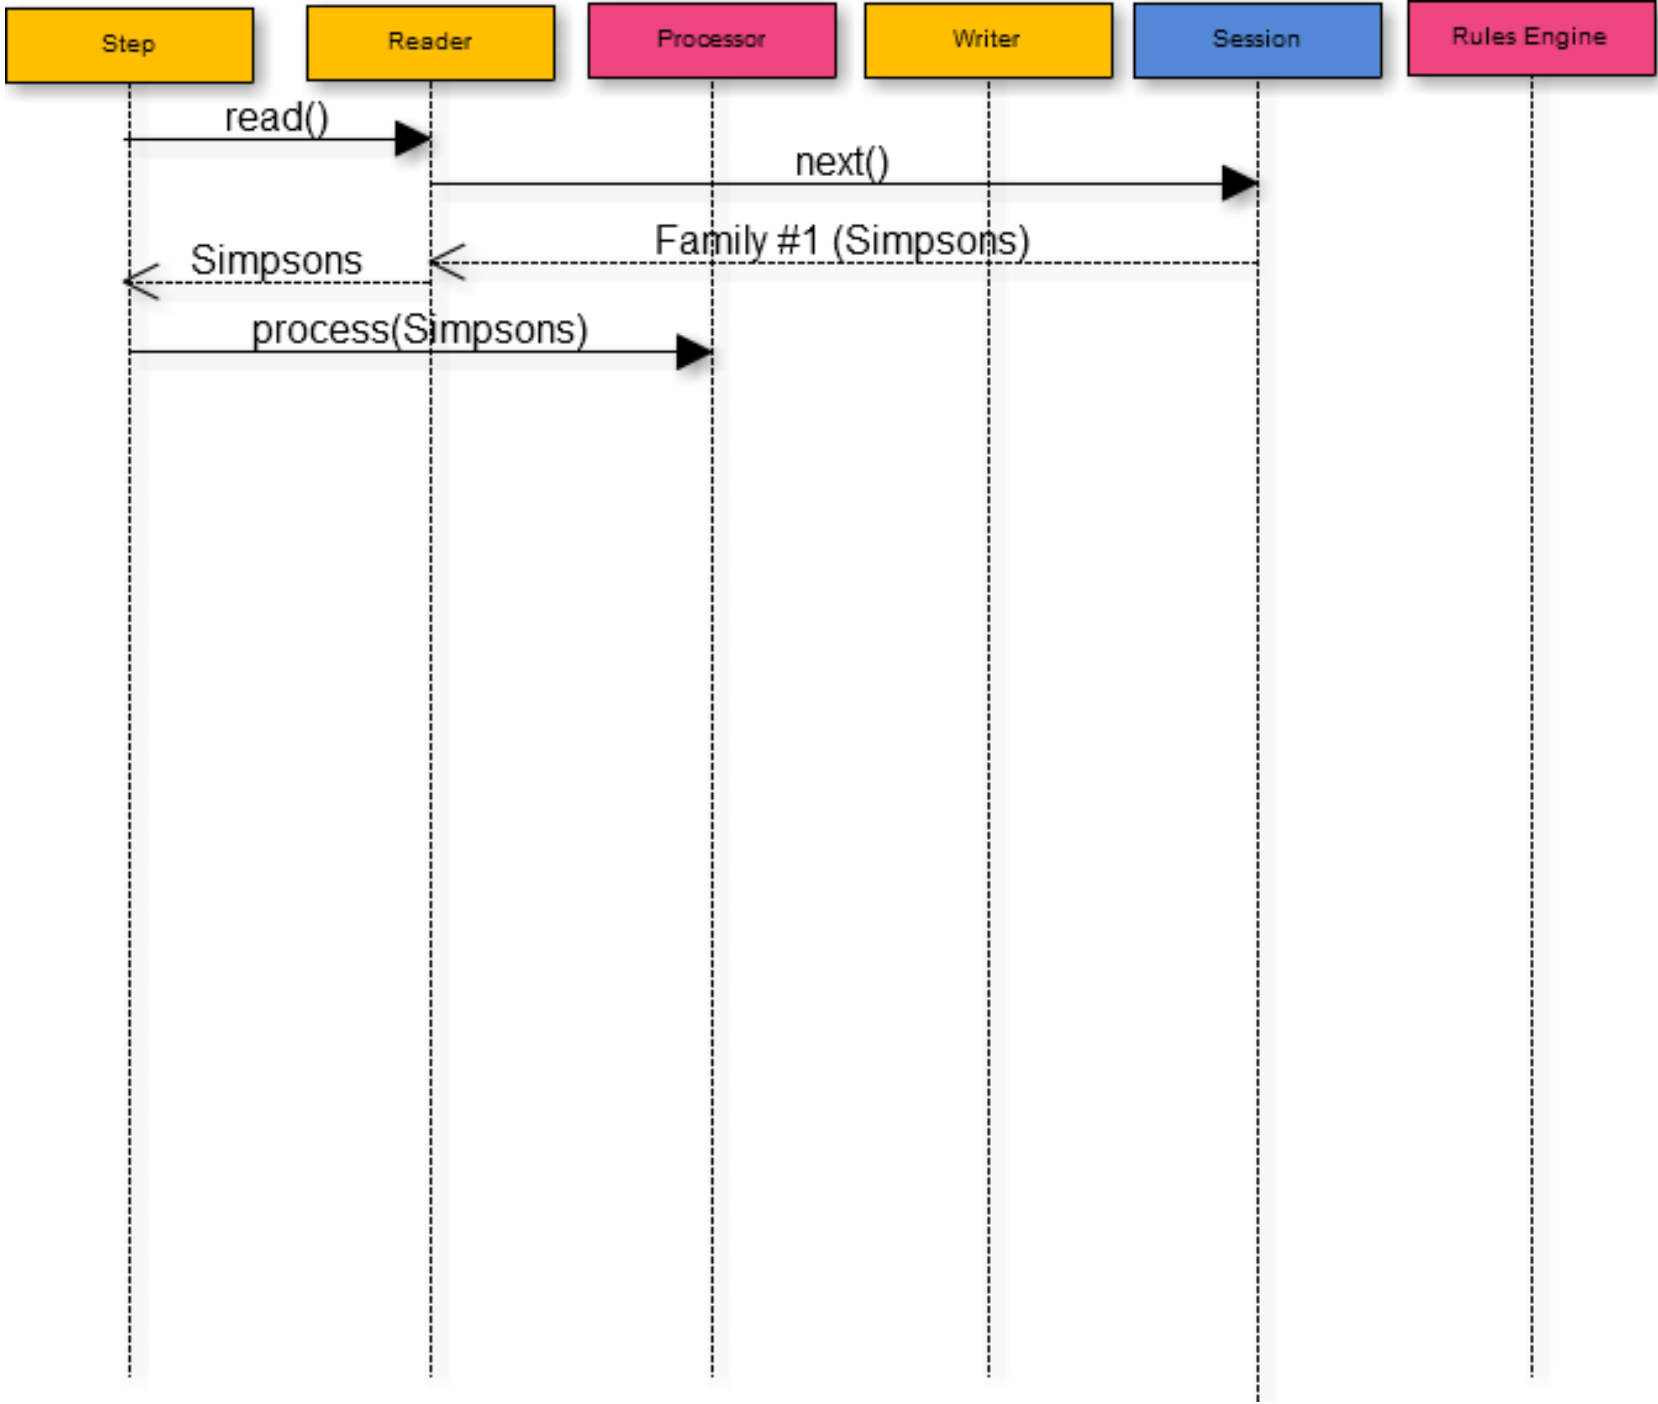 Step
Reader
Processor
Writer
Session
Rules Engine
read()
next()
Family #1 (Simpsons)
Simpsons
process(Simpsons)